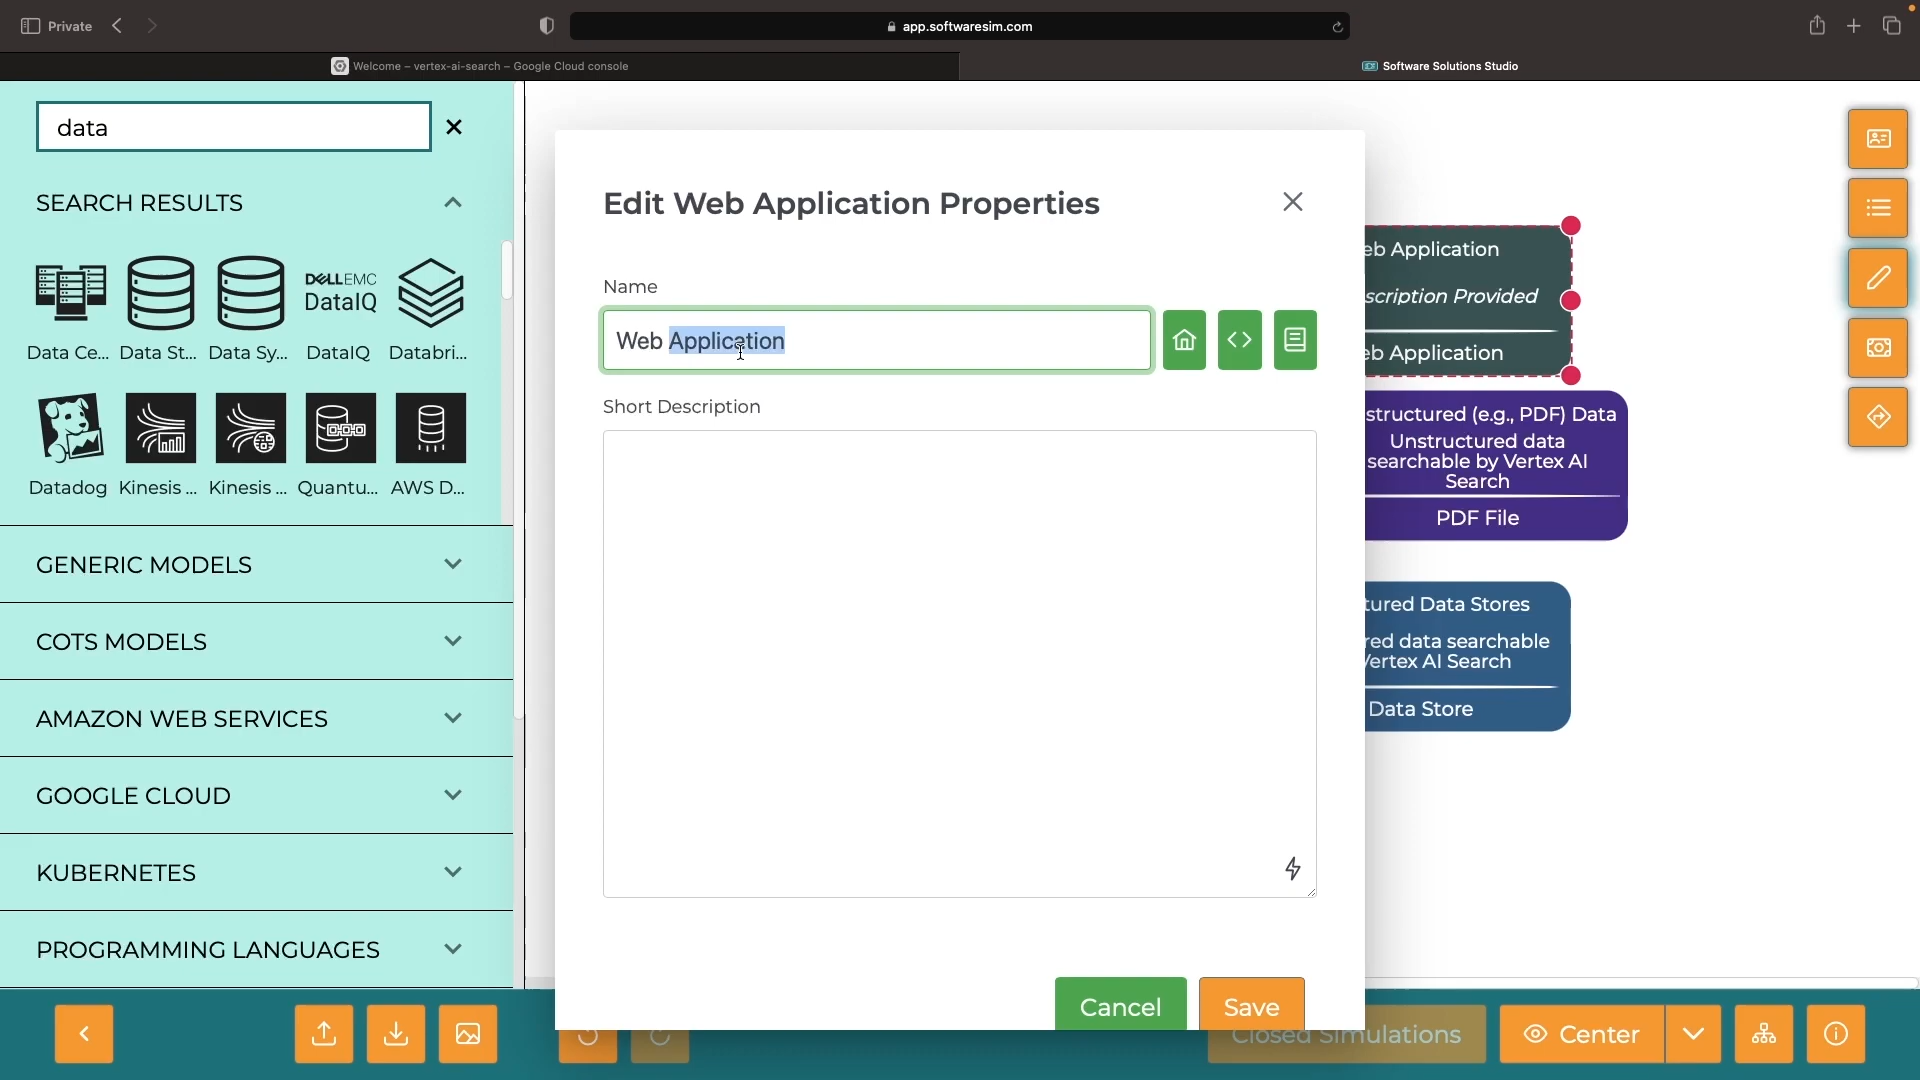 Private
app.softwaresim.com
Welcome – vertex-ai-search – Google Cloud console
Software Solutions Studio
data
SEARCH RESULTS
Data Ce... Data St... Data Sy... DataIQ Databri...
DELLEMC
DataIQ
Datadog Kinesis ... Kinesis ... Quantu... AWS D...
GENERIC MODELS
COTS MODELS
AMAZON WEB SERVICES
GOOGLE CLOUD
KUBERNETES
PROGRAMMING LANGUAGES
Edit Web Application Properties
Name
Web Application
Short Description
Cancel
Save
eb Application
scription Provided
eb Application
structured (e.g., PDF) Data
Unstructured data
searchable by Vertex AI
Search
PDF File
tured Data Stores
red data searchable
Vertex AI Search
Data Store
Closed Simulations
Center